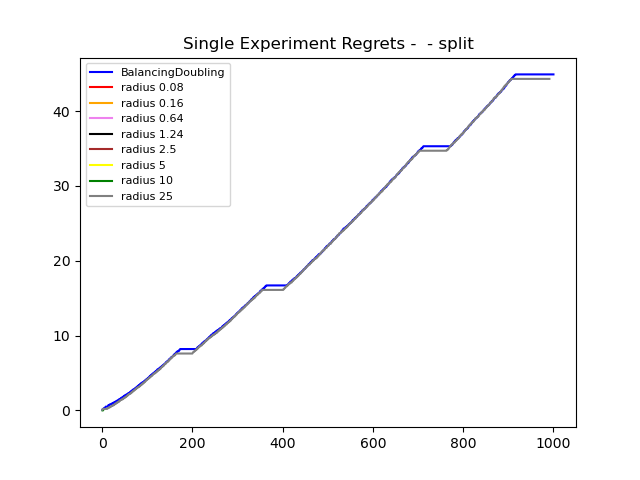 Single Experiment Regrets -  - split
BalancingDoubling
radius 0.08
radius 0.16
radius 0.64
radius 1.24
radius 2.5
radius 5
radius 10
radius 25
40
30
20
10
0
0 200 400 600 800 1000